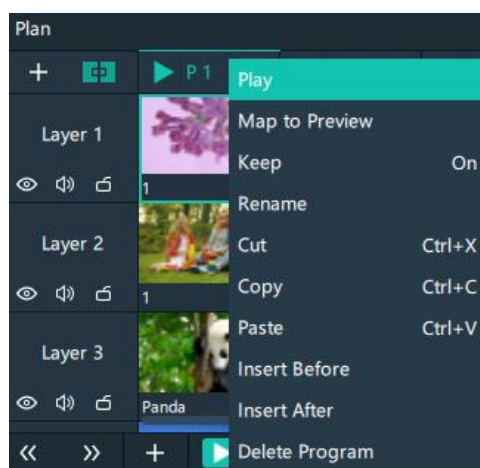 Plan
P 1
Play
Layer 1
Map to Preview
Keep On
1
Rename
Layer 2
Cut Ctrl+X
1
Copy Ctrl+C
Paste Ctrl+V
Layer 3
Insert Before
Panda
Insert After
Delete Program